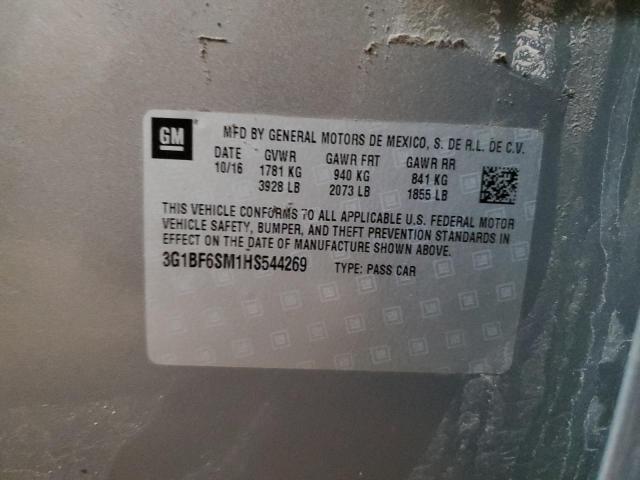 GM
MFD BY GENERAL MOTORS DE MEXICO, S. DE R.L. DE C.V.
DATE GVWR GAWR FRT GAWR RR
10/16 1781 KG 940 KG 841 KG
3928 LB 2073 LB 1855 LB
THIS VEHICLE CONFORMS TO ALL APPLICABLE U.S. FEDERAL MOTOR
VEHICLE SAFETY, BUMPER, AND THEFT PREVENTION STANDARDS IN
EFFECT ON THE DATE OF MANUFACTURE SHOWN ABOVE.
3G1BF6SM1HS544269 TYPE: PASS CAR